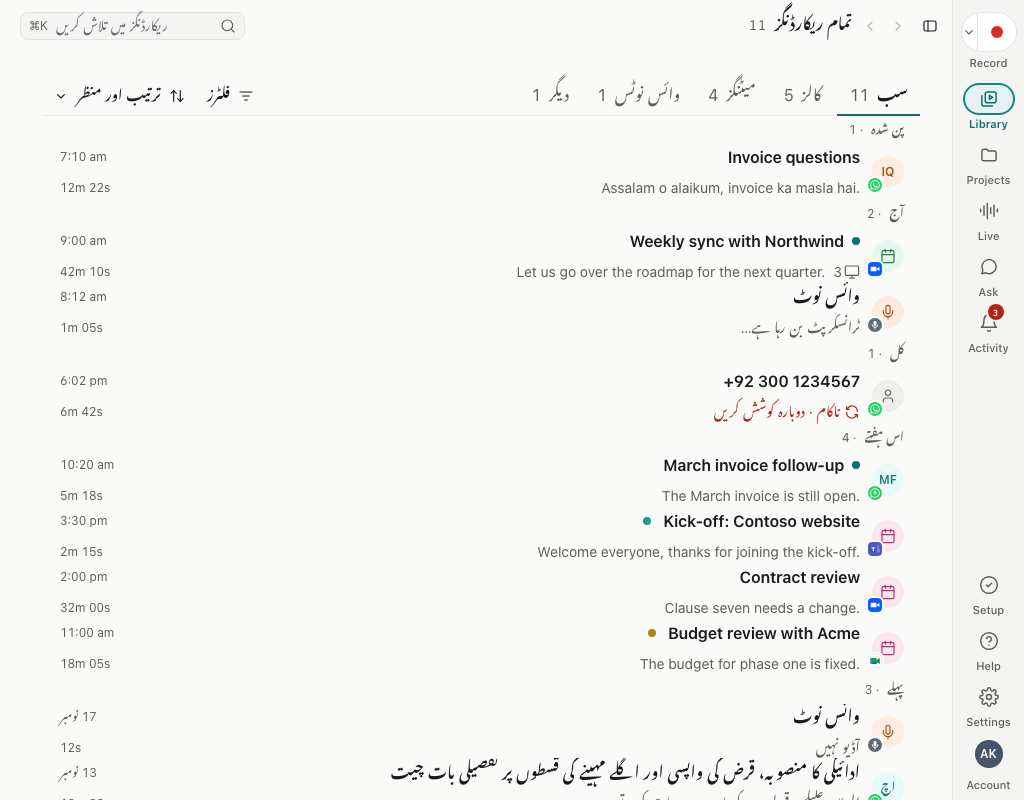 تمام ریکارڈنگز 11
ریکارڈنگز میں تلاش کریں ⌘K
سب 11
کالز 5
میٹنگز 4
وائس نوٹس 1
دیگر 1
فلٹرز
ترتیب اور منظر
پن شدہ · 1
IQ
Invoice questions
7:10 am
Assalam o alaikum, invoice ka masla hai.
12m 22s
آج · 2
Weekly sync with Northwind
9:00 am
3 Let us go over the roadmap for the next quarter.
42m 10s
وائس نوٹ
8:12 am
ٹرانسکرپٹ بن رہا ہے...
1m 05s
کل · 1
+92 300 1234567
6:02 pm
ناکام · دوبارہ کوشش کریں
6m 42s
اس ہفتے · 4
MF
March invoice follow-up
10:20 am
The March invoice is still open.
5m 18s
Kick-off: Contoso website
3:30 pm
Welcome everyone, thanks for joining the kick-off.
2m 15s
Contract review
2:00 pm
Clause seven needs a change.
32m 00s
Budget review with Acme
11:00 am
The budget for phase one is fixed.
18m 05s
پہلے · 3
وائس نوٹ
17 نومبر
آڈیو نہیں
12s
اچ
ادائیگی کا منصوبہ، قرض کی واپسی اور اگلے مہینے کی قسطوں پر تفصیلی بات چیت
13 نومبر
Record
Library
Projects
Live
Ask
3
Activity
Setup
Help
Settings
AK
Account